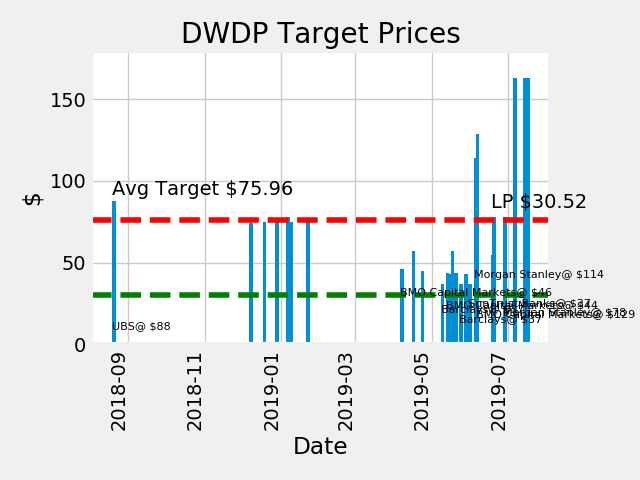 DWDP Target Prices
$
150
100
50
0
Avg Target $75.96
LP $30.52
Morgan Stanley@ $114
BMO Capital Markets@ $46
UBS@ $88
Barclays@ $37
2018-09
2018-11
2019-01
2019-03
2019-05
2019-07
Date